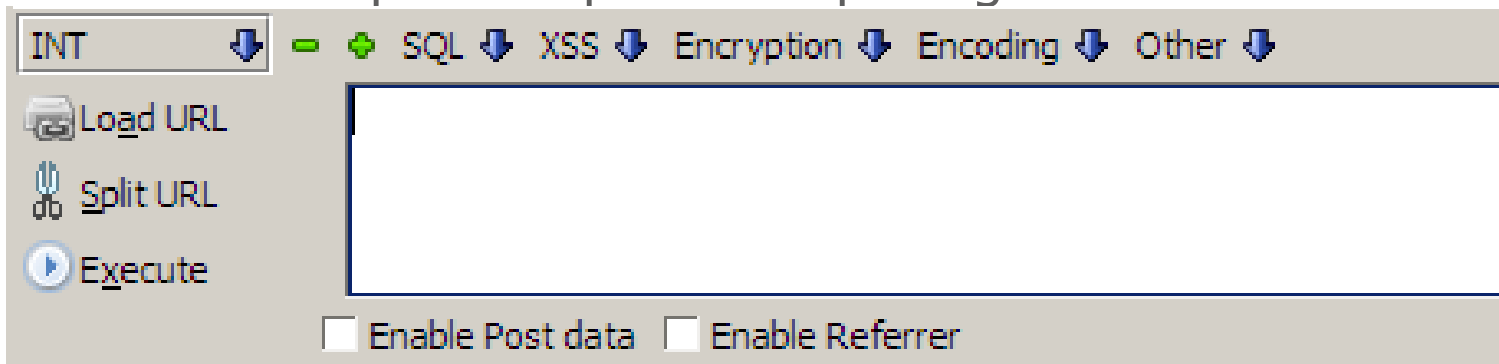 INT SQL XSS Encryption Encoding Other
Load URL
Split URL
Execute
Enable Post data Enable Referrer